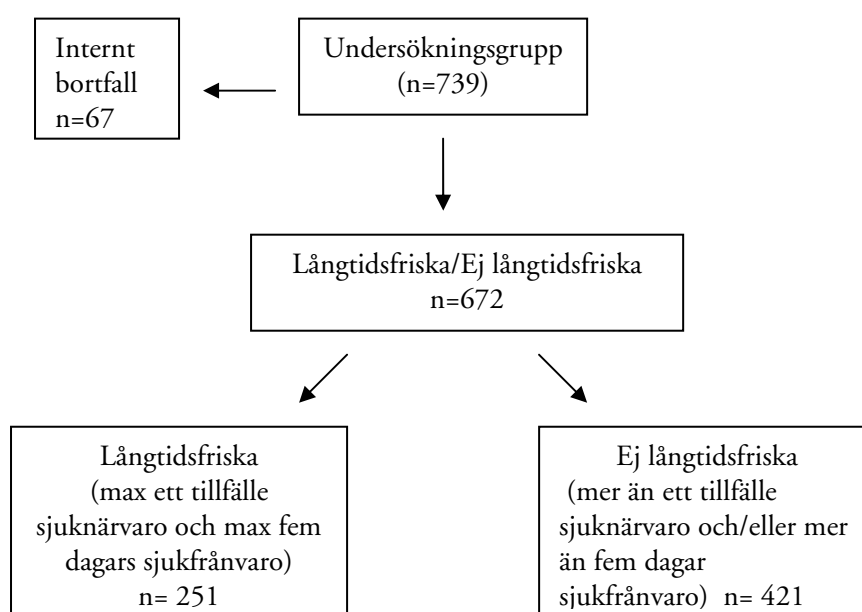 Internt
bortfall
n=67
Undersökningsgrupp
(n=739)
Långtidsfriska/Ej långtidsfriska
n=672
Långtidsfriska
(max ett tillfälle
sjuknärvaro och max fem
dagars sjukfrånvaro)
n= 251
Ej långtidsfriska
(mer än ett tillfälle
sjuknärvaro och/eller mer
än fem dagar
sjukfrånvaro)  n= 421